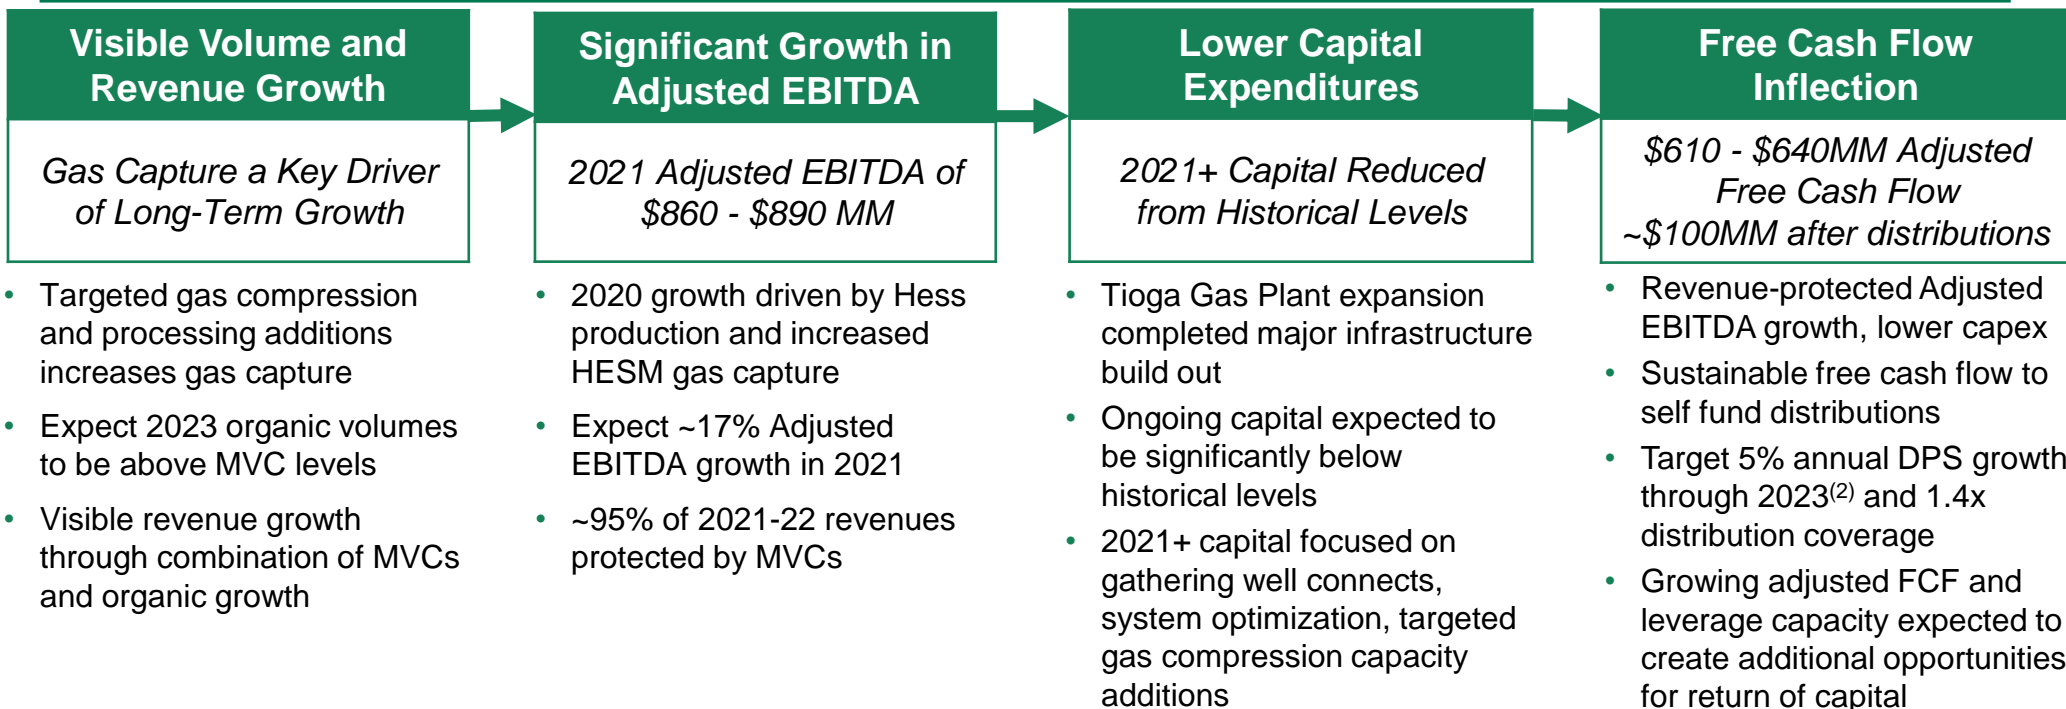 Visible Volume and
Revenue Growth
Gas Capture a Key Driver
of Long-Term Growth
• Targeted gas compression
and processing additions
increases gas capture
• Expect 2023 organic volumes
to be above MVC levels
• Visible revenue growth
through combination of MVCs
and organic growth
Significant Growth in
Adjusted EBITDA
2021 Adjusted EBITDA of
$860 - $890 MM
• 2020 growth driven by Hess
production and increased
HESM gas capture
• Expect ~17% Adjusted
EBITDA growth in 2021
• ~95% of 2021-22 revenues
protected by MVCs
Lower Capital
Expenditures
2021+ Capital Reduced
from Historical Levels
• Tioga Gas Plant expansion
completed major infrastructure
build out
• Ongoing capital expected to
be significantly below
historical levels
• 2021+ capital focused on
gathering well connects,
system optimization, targeted
gas compression capacity
additions
Free Cash Flow
Inflection
$610 - $640MM Adjusted
Free Cash Flow
~$100MM after distributions
• Revenue-protected Adjusted
EBITDA growth, lower capex
• Sustainable free cash flow to
self fund distributions
• Target 5% annual DPS growth
through 2023(2) and 1.4x
distribution coverage
• Growing adjusted FCF and
leverage capacity expected to
create additional opportunities
for return of capital